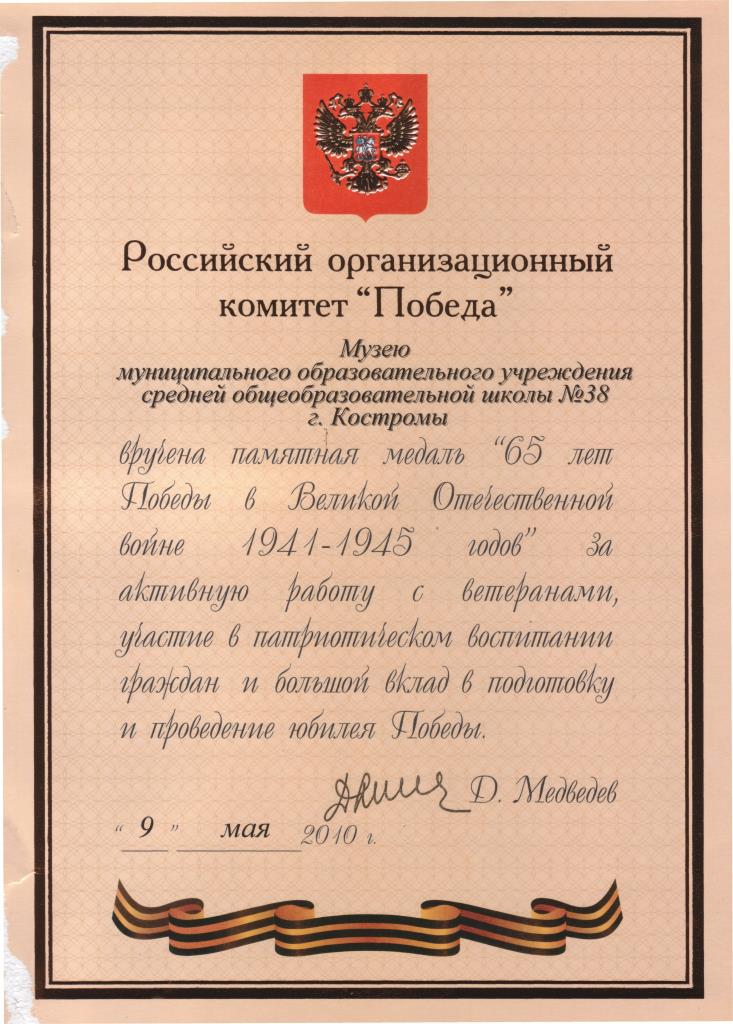 Российский организационный
комитет “Победа”
Музею
муниципального образовательного учреждения
средней общеобразовательной школы №38
г. Костромы
вручена памятная медаль “65 лет
Победы в Великой Отечественной
войне 1941-1945 годов” за
активную работу с ветеранами,
участие в патриотическом воспитании
граждан и большой вклад в подготовку
и проведение юбилея Победы.
Д. Медведев
“ 9 ” мая 2010 г.